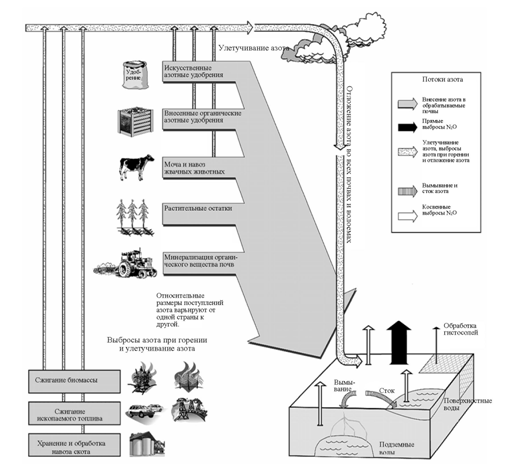 Улетучивание азота
Удоб-
рение
Искусственные
азотные удобрения
Внесенные органические
азотные удобрения
Моча и навоз
жвачных животных
Растительные остатки
Минерализация органи-
ческого вещества почв
Относительные
размеры поступлений
азота варьируют от
одной страны к
другой.
Отложение азота во всех почвах и водоемах
Потоки азота
Внесение азота в
обрабатываемые
почвы
Прямые
выбросы N2O
Улетучивание
азота, выбросы
азота при горении
и отложение азота
Вымывание и
сток азота
Косвенные
выбросы N2O
Выбросы азота при горении
и улетучивание азота
Сжигание биомассы
Сжигание
ископаемого топлива
Хранение и обработка
навоза скота
Обработка
гистосолей
Вымы-
вание
Сток
Поверхностные
воды
Подземные
воды